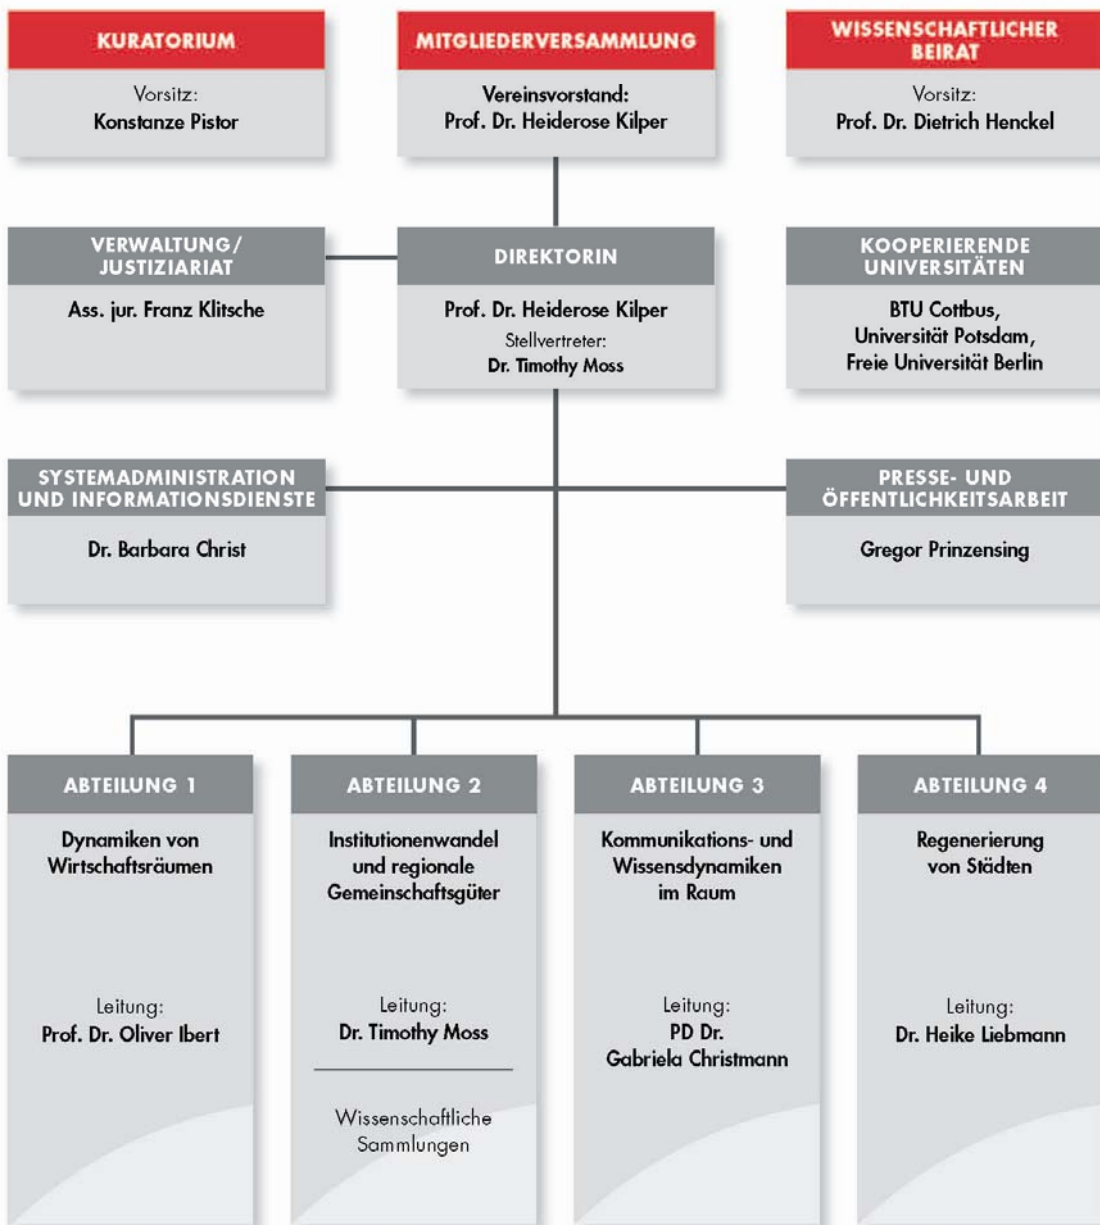 KURATORIUM
Vorsitz:
Konstanze Pistor
MITGLIEDERVERSAMMLUNG
Vereinsvorstand:
Prof. Dr. Heiderose Kilper
WISSENSCHAFTLICHER
BEIRAT
Vorsitz:
Prof. Dr. Dietrich Henckel
VERWALTUNG/
JUSTIZIARIAT
Ass. jur. Franz Klitsche
DIREKTORIN
Prof. Dr. Heiderose Kilper
Stellvertreter:
Dr. Timothy Moss
KOOPERIERENDE
UNIVERSITÄTEN
BTU Cottbus,
Universität Potsdam,
Freie Universität Berlin
SYSTEMADMINISTRATION
UND INFORMATIONSDIENSTE
Dr. Barbara Christ
PRESSE- UND
ÖFFENTLICHKEITSARBEIT
Gregor Prinzensing
ABTEILUNG 1
Dynamiken von
Wirtschaftsräumen
Leitung:
Prof. Dr. Oliver Ibert
ABTEILUNG 2
Institutionenwandel
und regionale
Gemeinschaftsgüter
Leitung:
Dr. Timothy Moss
Wissenschaftliche
Sammlungen
ABTEILUNG 3
Kommunikations- und
Wissensdynamiken
im Raum
Leitung:
PD Dr.
Gabriela Christmann
ABTEILUNG 4
Regenerierung
von Städten
Leitung:
Dr. Heike Liebmann